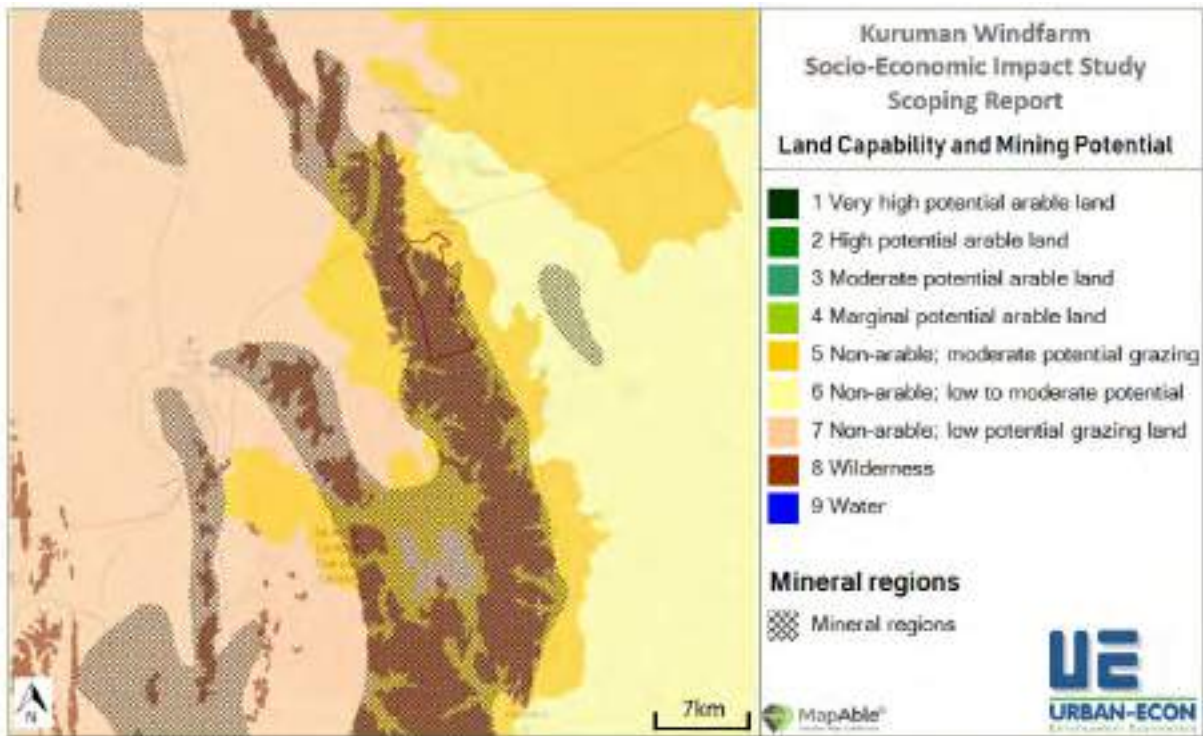 Kuruman Windfarm
Socio-Economic Impact Study
Scoping Report
Land Capability and Mining Potential
1 Very high potential arable land
2 High potential arable land
3 Moderate potential arable land
4 Marginal potential arable land
5 Non-arable; moderate potential grazing
6 Non-arable; low to moderate potential
7 Non-arable; low potential grazing land
8 Wilderness
9 Water
Mineral regions
Mineral regions
N
7km
MapAble
UE
URBAN-ECON